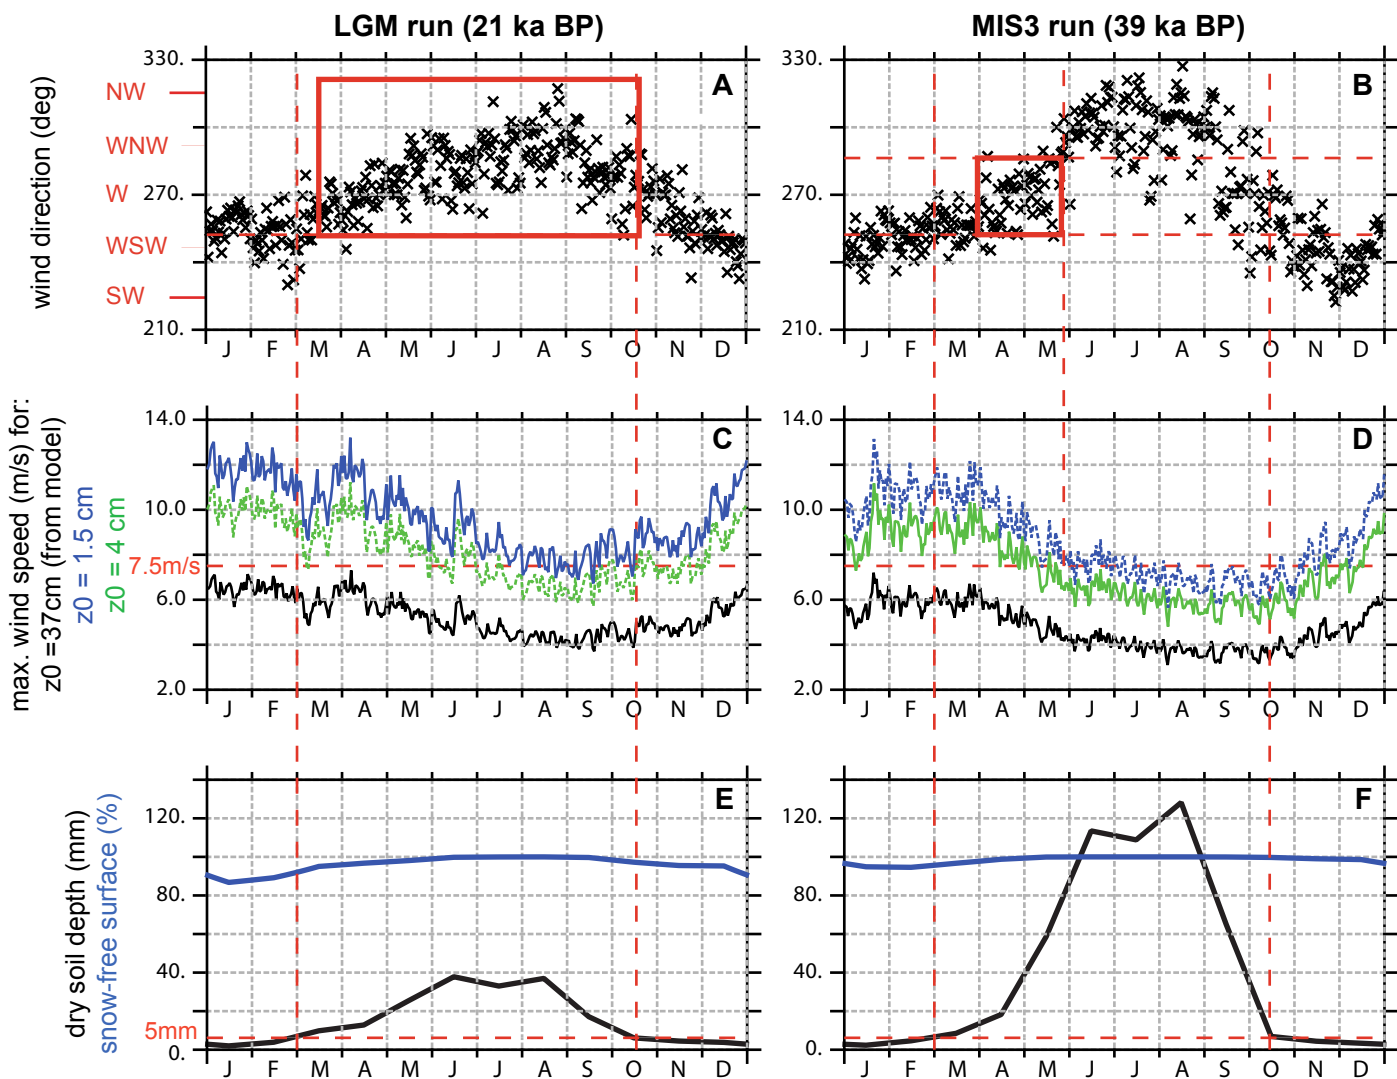 LGM run (21 ka BP)
MIS3 run (39 ka BP)
wind direction (deg)
330.
270.
210.
NW
WNW
W
WSW
SW
A
J F M A M J J A S O N D
330.
270.
210.
B
J F M A M J J A S O N D
max. wind speed (m/s) for:
z0 =37cm (from model)
z0 = 1.5 cm
z0 = 4 cm
14.0
10.0
7.5m/s
6.0
2.0
C
J F M A M J J A S O N D
14.0
10.0
6.0
2.0
D
J F M A M J J A S O N D
dry soil depth (mm)
snow-free surface (%)
120.
80.
40.
5mm
0.
E
J F M A M J J A S O N D
120.
80.
40.
0.
F
J F M A M J J A S O N D